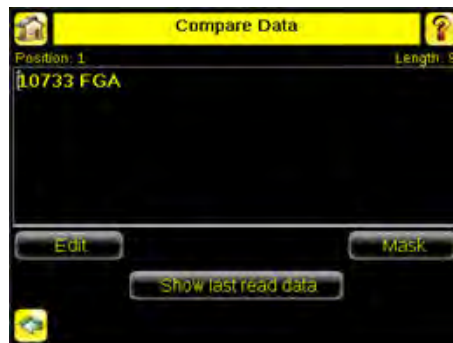 Compare Data
?
Position: 1 Length: 9
10733 FGA
Edit Mask
Show last read data